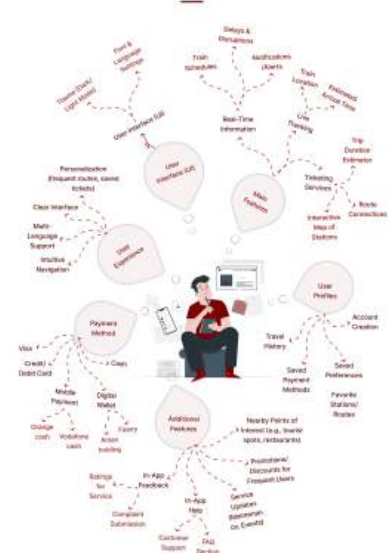 Delays &
Disruptions
Font &
Language
Settings
Train
Schedules
Notifications
/Alerts
Train
Location
Estimated
Arrival Time
Theme (Dark/
Light Mode)
User Interface (UI)
Real-Time
Information
Live
Tracking
Trip
Duration
Estimator
User
Interface (UI)
Main
Features
Ticketing
Services
Route
Connections
Interactive
Map of
Stations
Personalization
(frequent routes, saved
tickets)
Clear Interface
Multi-
Language
Support
Intuitive
Navigation
User
Experience
User
Profiles
Account
Creation
Travel
History
Saved
Payment
Methods
Saved
Preferences
Favorite
Stations/
Routes
Payment
Method
Visa
Credit/
Debit Card
Cash
Mobile
Payment
Digital
Wallet
Orange
cash
Vodafone
cash
Fawry
Additional
Features
Nearby Points of
Interest (e.g., tourist
spots, restaurants)
Promotions/
Discounts for
Frequent Users
Service
Updates
Ratings
for
Service
In-App
Feedback
Complaint
Submission
In-App
Help
Customer
Support
FAQ
Section